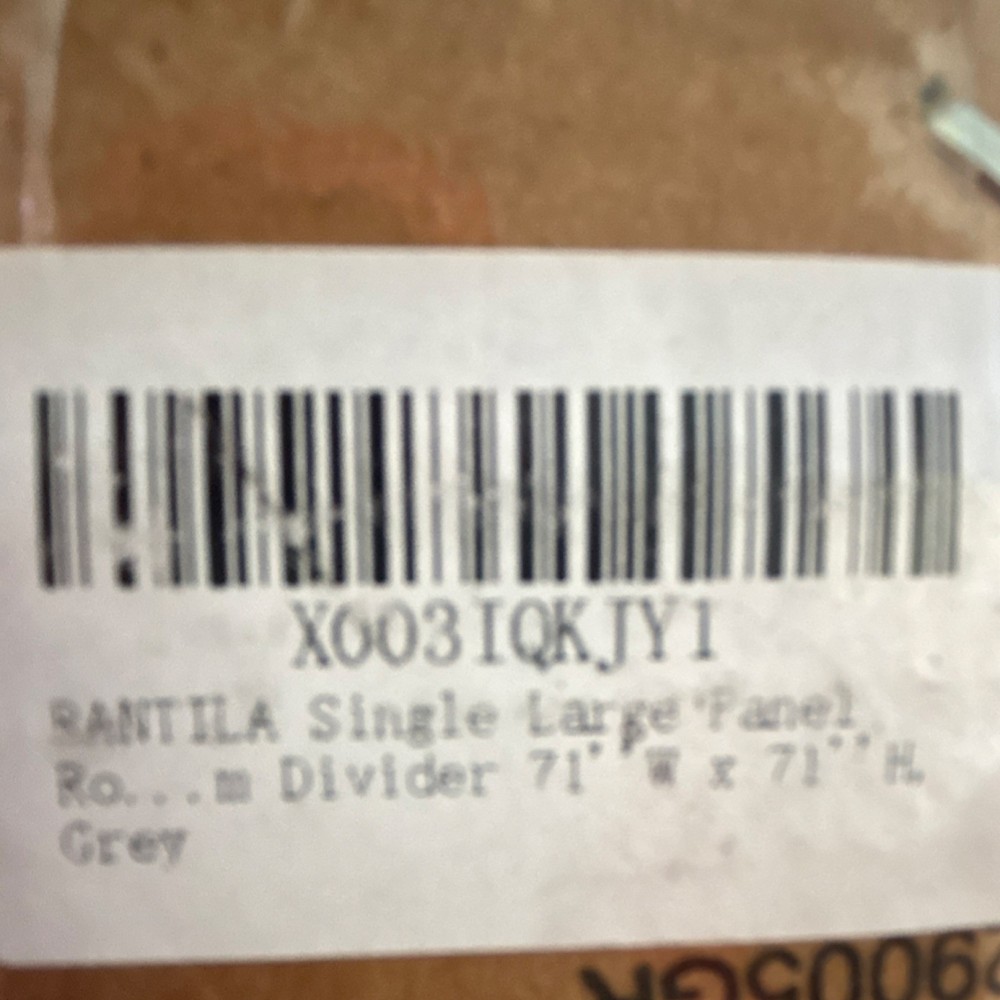 X003IQKJY1
RANTILA Single Large Panel
Ro...m Divider 71''W x 71''H,
Grey